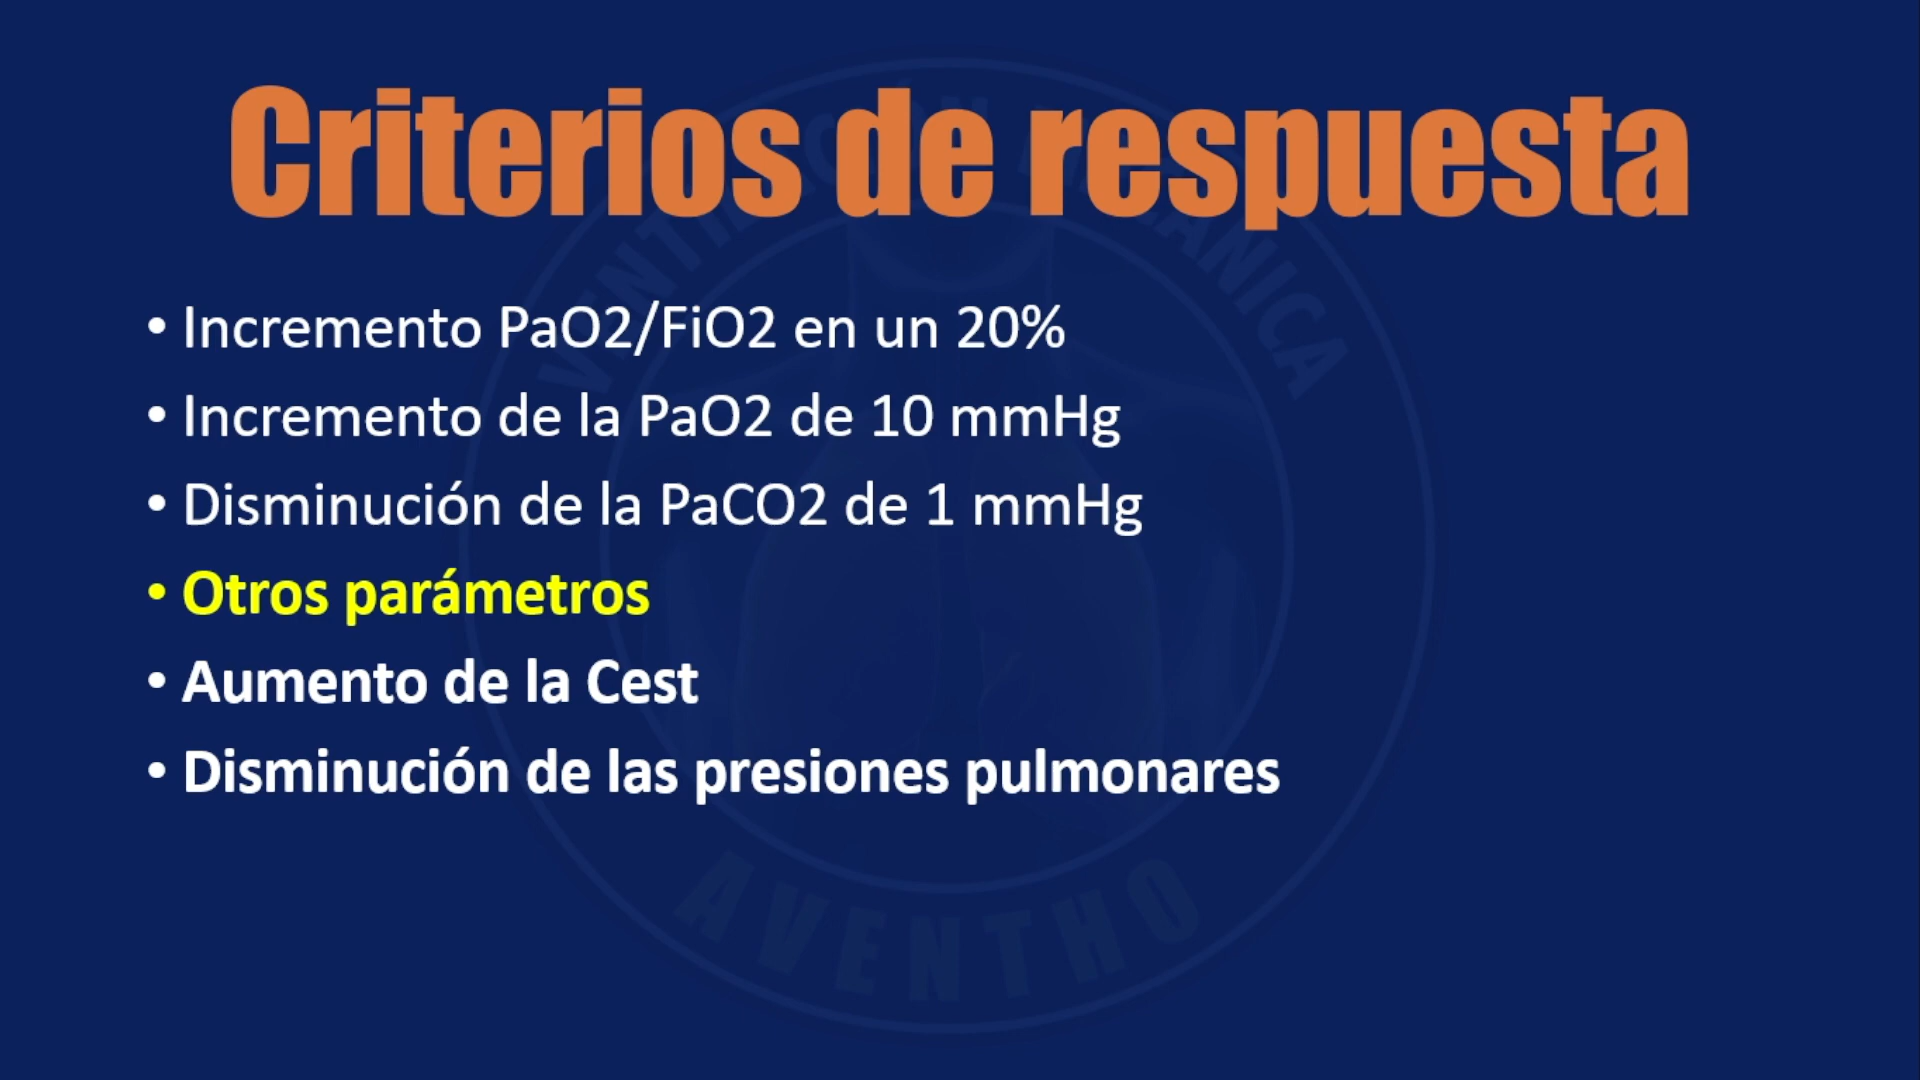 Criterios de respuesta
• Incremento PaO2/FiO2 en un 20%
• Incremento de la PaO2 de 10 mmHg
• Disminución de la PaCO2 de 1 mmHg
• Otros parámetros
• Aumento de la Cest
• Disminución de las presiones pulmonares
AVENTHO